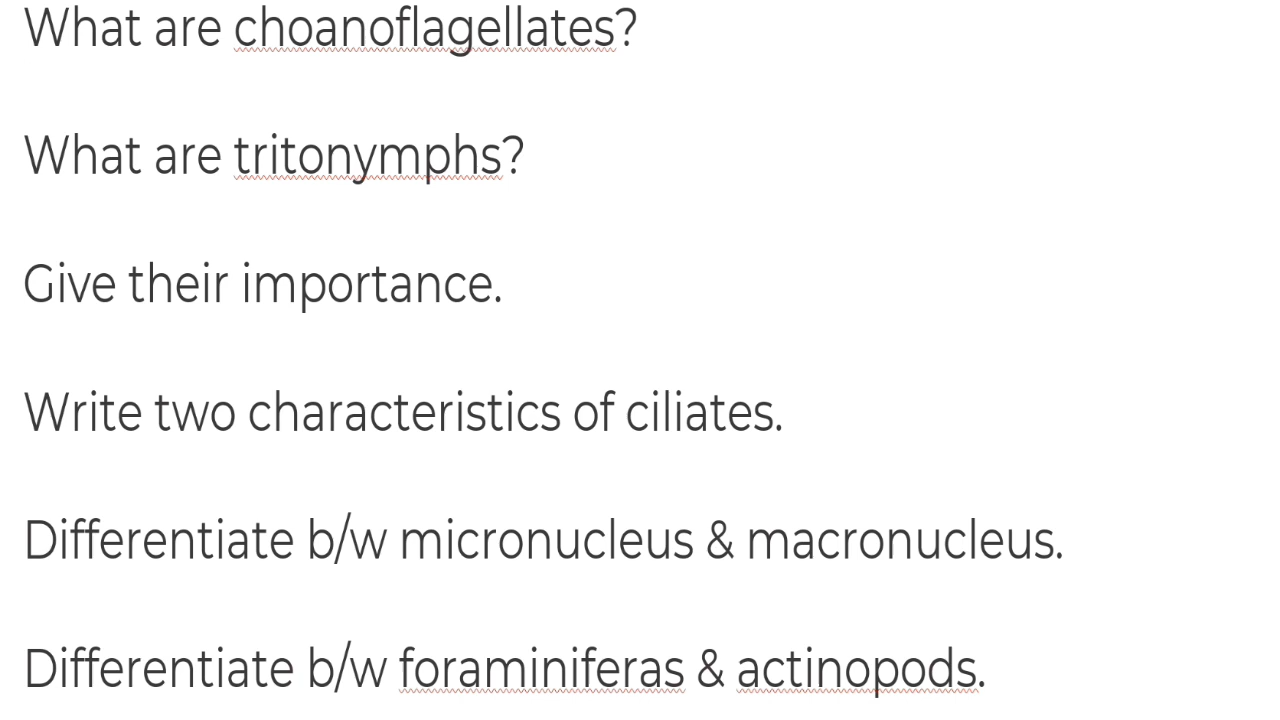 What are choanoflagellates?
What are tritonymphs?
Give their importance.
Write two characteristics of ciliates.
Differentiate b/w micronucleus & macronucleus.
Differentiate b/w foraminiferas & actinopods.